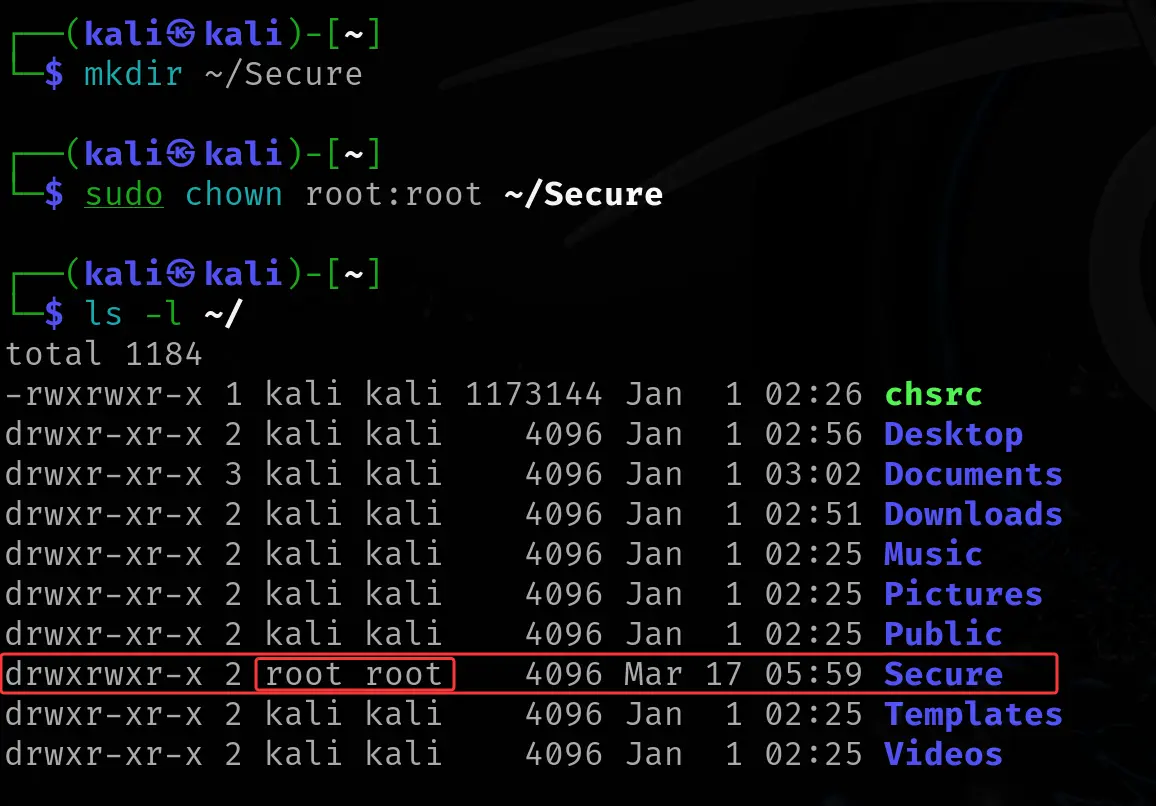 ┌──(kali㉿kali)-[~]
└─$ mkdir ~/Secure
┌──(kali㉿kali)-[~]
└─$ sudo chown root:root ~/Secure
┌──(kali㉿kali)-[~]
└─$ ls -l ~/
total 1184
-rwxrwxr-x 1 kali kali 1173144 Jan  1 02:26 chsrc
drwxr-xr-x 2 kali kali    4096 Jan  1 02:56 Desktop
drwxr-xr-x 3 kali kali    4096 Jan  1 03:02 Documents
drwxr-xr-x 2 kali kali    4096 Jan  1 02:51 Downloads
drwxr-xr-x 2 kali kali    4096 Jan  1 02:25 Music
drwxr-xr-x 2 kali kali    4096 Jan  1 02:25 Pictures
drwxr-xr-x 2 kali kali    4096 Jan  1 02:25 Public
drwxrwxr-x 2 root root    4096 Mar 17 05:59 Secure
drwxr-xr-x 2 kali kali    4096 Jan  1 02:25 Templates
drwxr-xr-x 2 kali kali    4096 Jan  1 02:25 Videos